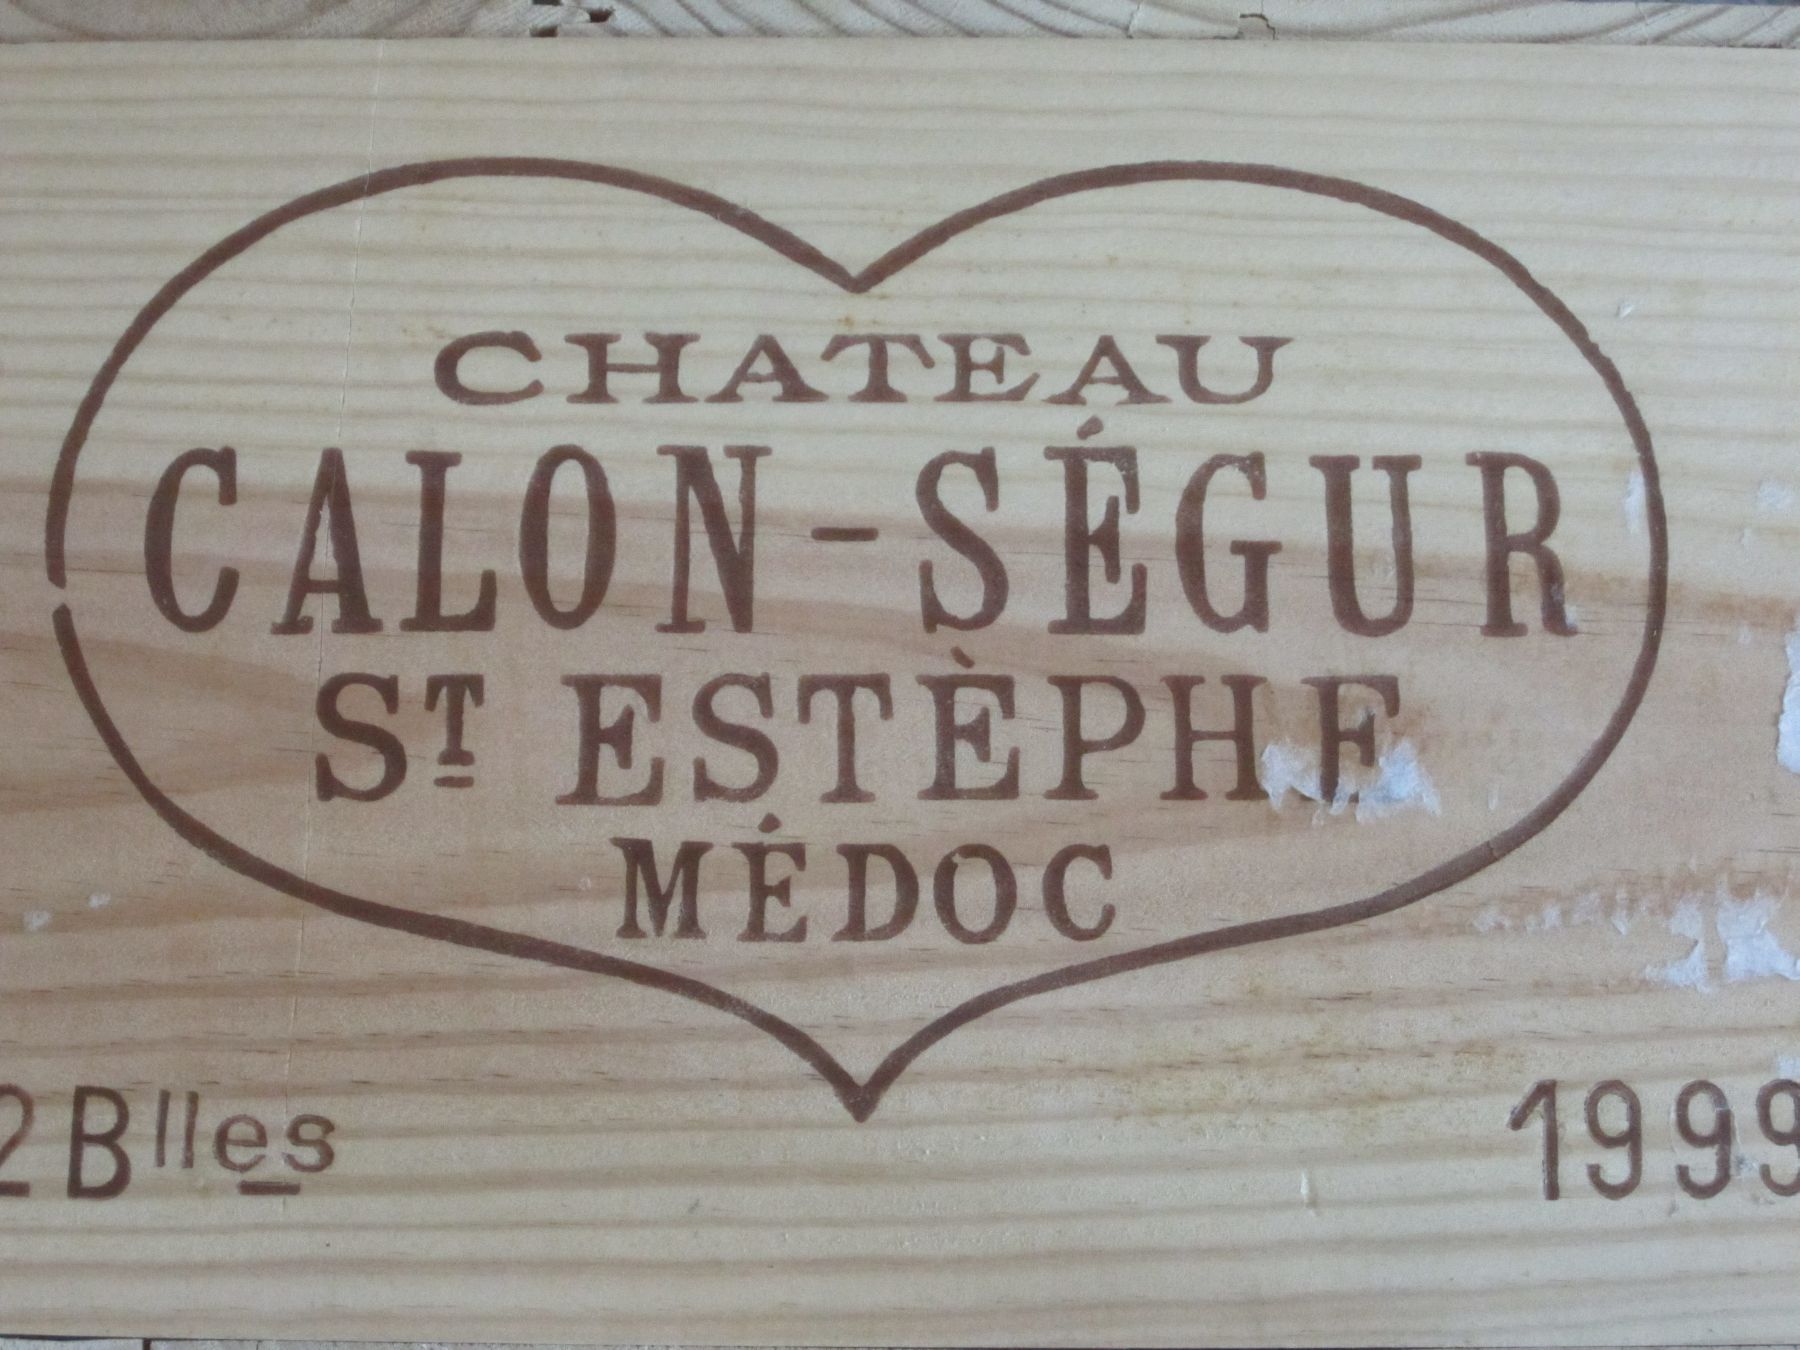 CHATEAU
CALON-SÉGUR
ST ESTÈPHE
MÉDOC
2 Blles
1999